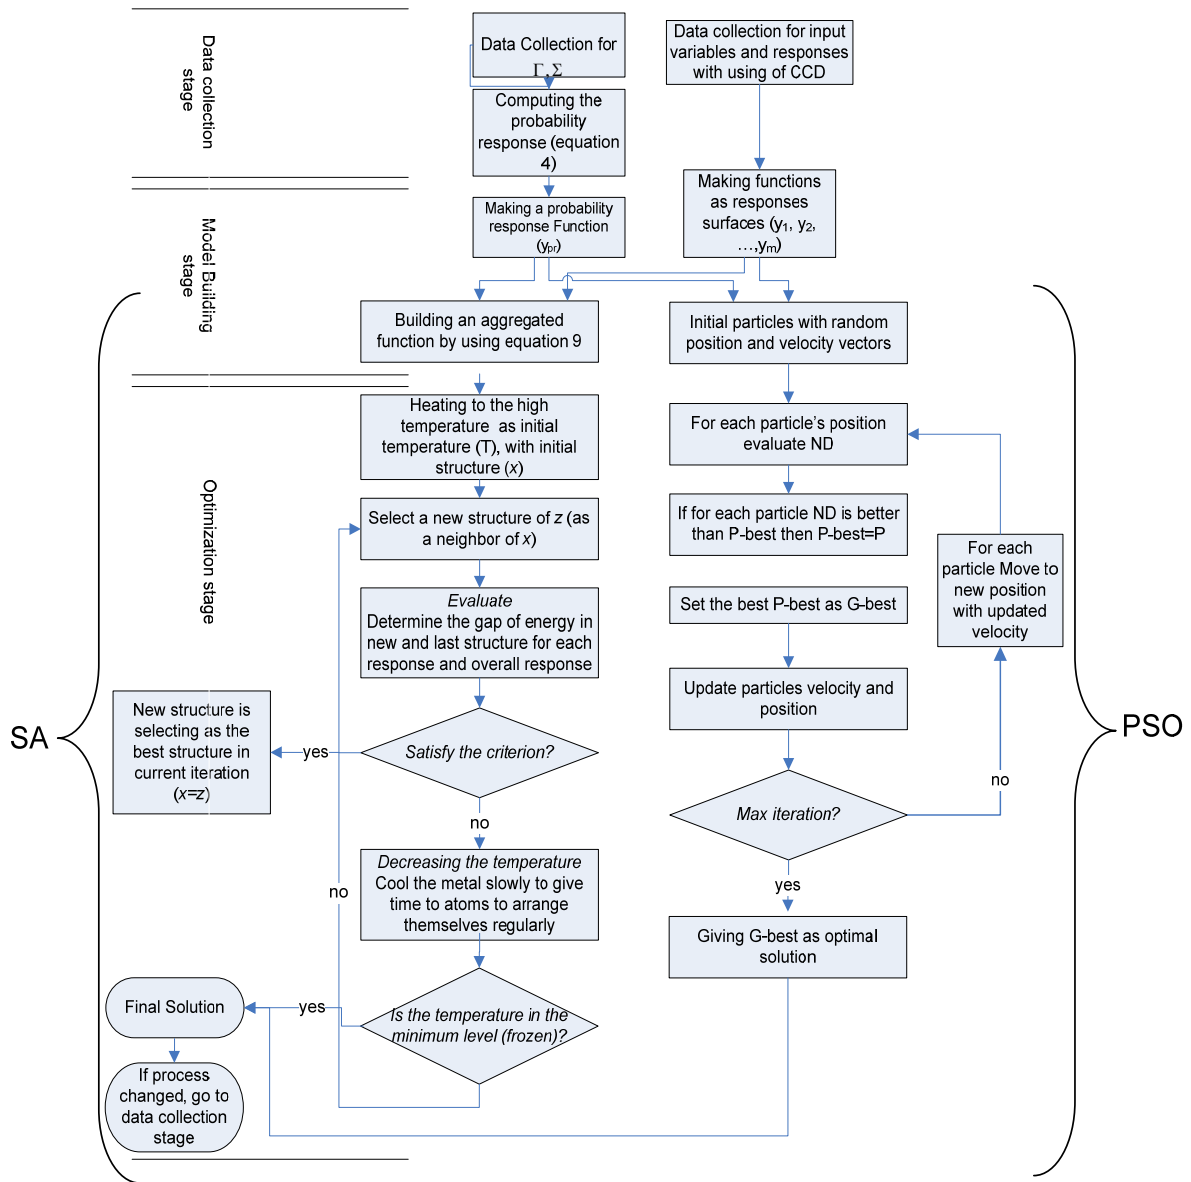 Data collection
stage
Data Collection for
Γ,Σ
Data collection for input
variables and responses
with using of CCD
Computing the
probability
response (equation
4)
Making functions
as responses
surfaces (y1, y2,
…,ym)
Model Building
stage
Making a probability
response Function
(ypr)
Building an aggregated
function by using equation 9
Initial particles with random
position and velocity vectors
Optimization stage
Heating to the high
temperature as initial
temperature (T), with initial
structure (x)
For each particle's position
evaluate ND
Select a new structure of z (as
a neighbor of x)
If for each particle ND is better
than P-best then P-best=P
For each
particle Move to
new position
with updated
velocity
Evaluate
Determine the gap of energy in
new and last structure for each
response and overall response
Set the best P-best as G-best
Update particles velocity and
position
SA
New structure is
selecting as the
best structure in
current iteration
(x=z)
yes
Satisfy the criterion?
PSO
no
Max iteration?
no
Decreasing the temperature
Cool the metal slowly to give
time to atoms to arrange
themselves regularly
no
yes
Giving G-best as optimal
solution
Final Solution
yes
Is the temperature in the
minimum level (frozen)?
If process
changed, go to
data collection
stage